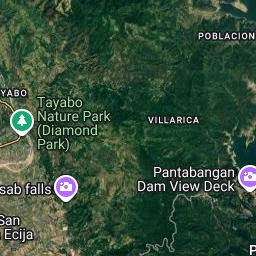 POBLACION
YABO
Tayabo
Nature Park
(Diamond
Park)
VILLARICA
Pantabangan
Dam View Deck
sab falls
San
Ecija
P